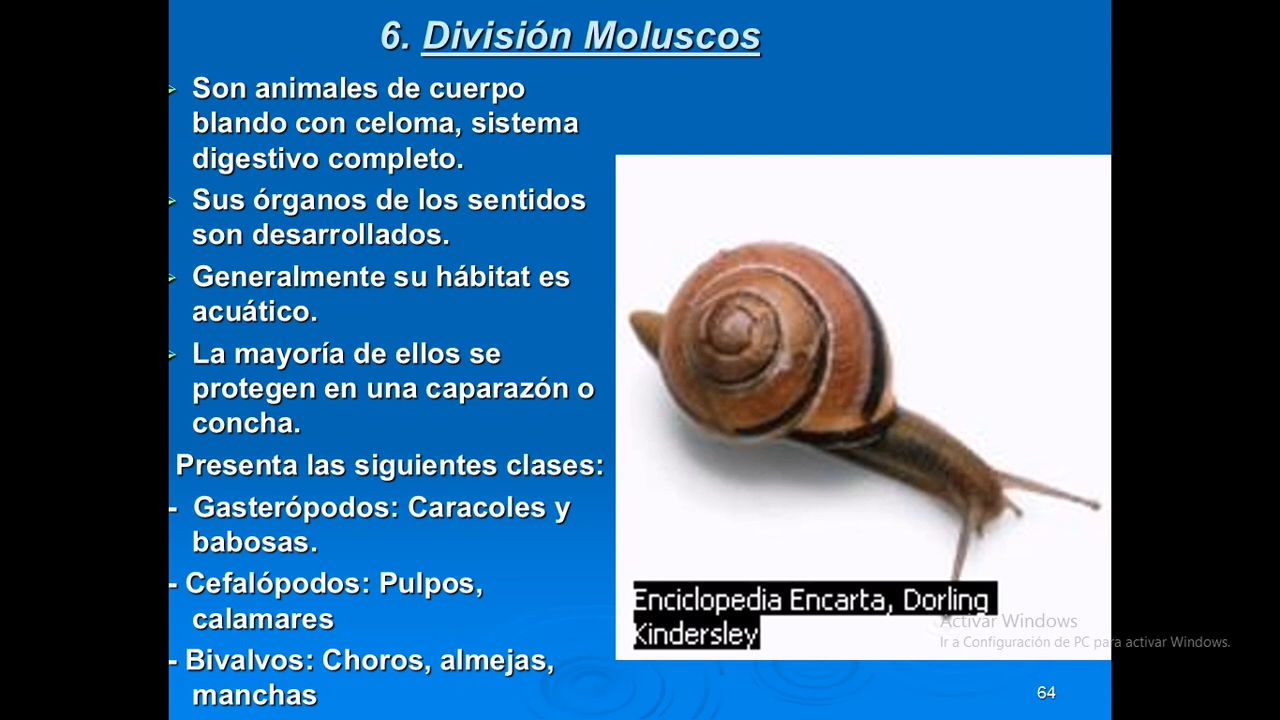 6. División Moluscos
Son animales de cuerpo
blando con celoma, sistema
digestivo completo.
Sus órganos de los sentidos
son desarrollados.
Generalmente su hábitat es
acuático.
La mayoría de ellos se
protegen en una caparazón o
concha.
Presenta las siguientes clases:
- Gasterópodos: Caracoles y
babosas.
- Cefalópodos: Pulpos,
calamares
- Bivalvos: Choros, almejas,
manchas
Enciclopedia Encarta, Dorling
Kindersley
Activar Windows
Ir a Configuración de PC para activar Windows.
64